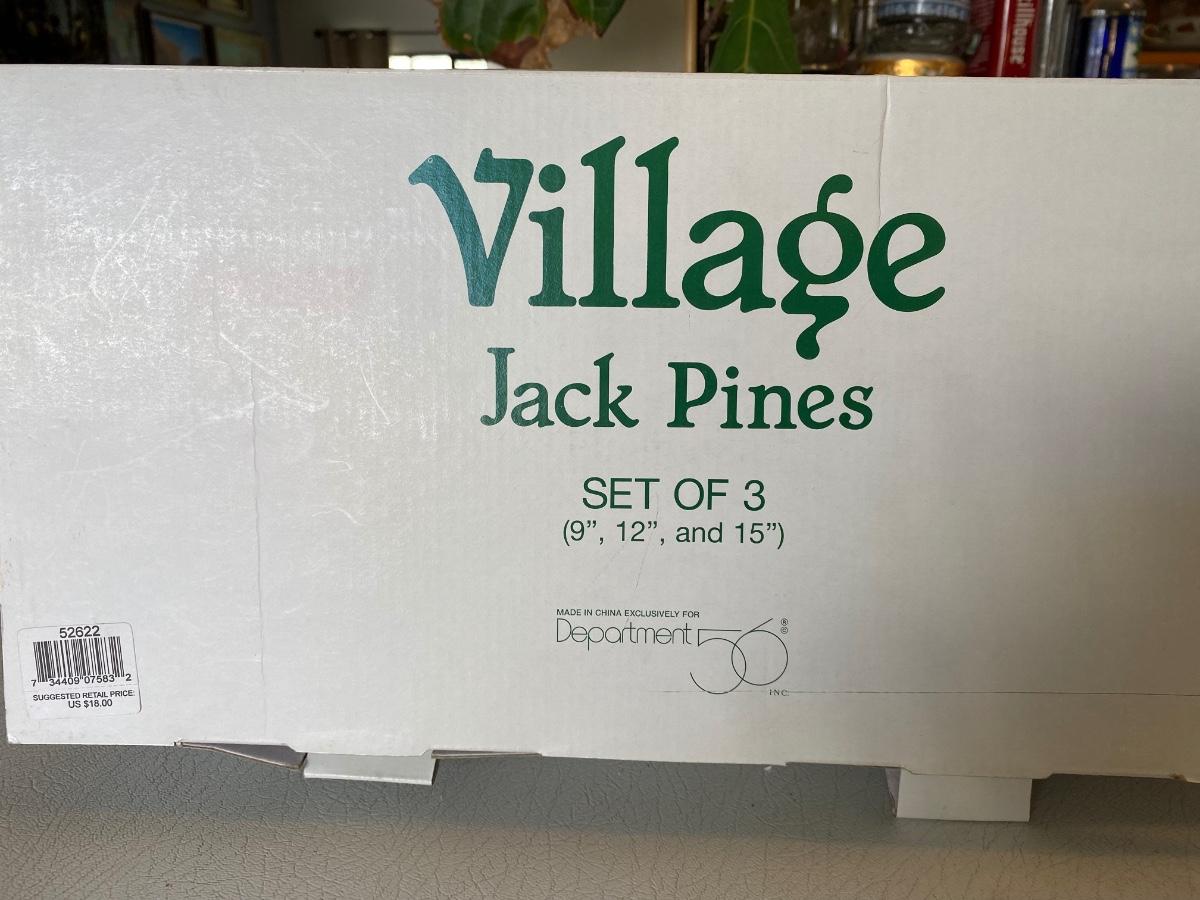 illhouse
Village
Jack Pines
SET OF 3
(9”, 12”, and 15”)
MADE IN CHINA EXCLUSIVELY FOR
Department 56 ® ©
INC.
52622
7 34409 07583 2
SUGGESTED RETAIL PRICE:
US $18.00